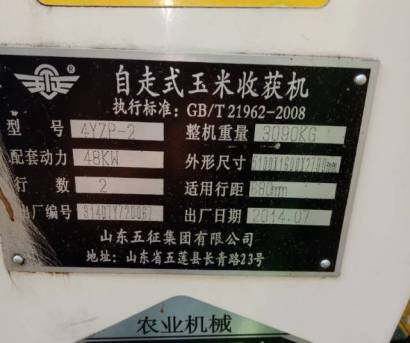 自走式玉米收获机
执行标准: GB/T 21962-2008
型 号 4YZP-2 整机重量 3090KG
配套动力 48KW 外形尺寸
行 数 2 适用行距 680mm
出厂编号 出厂日期 2014.07
山东五征集团有限公司
地址: 山东省五莲县长青路23号
农业机械